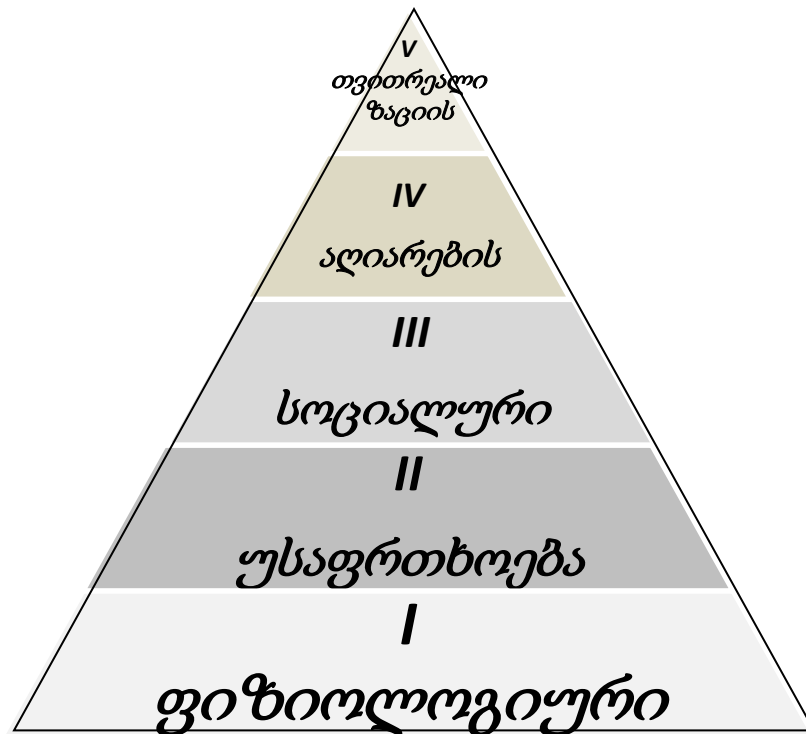 V
თვითრეალი
ზაციის
IV
აღიარების
III
სოციალური
II
უსაფრთხოება
I
ფიზიოლოგიური